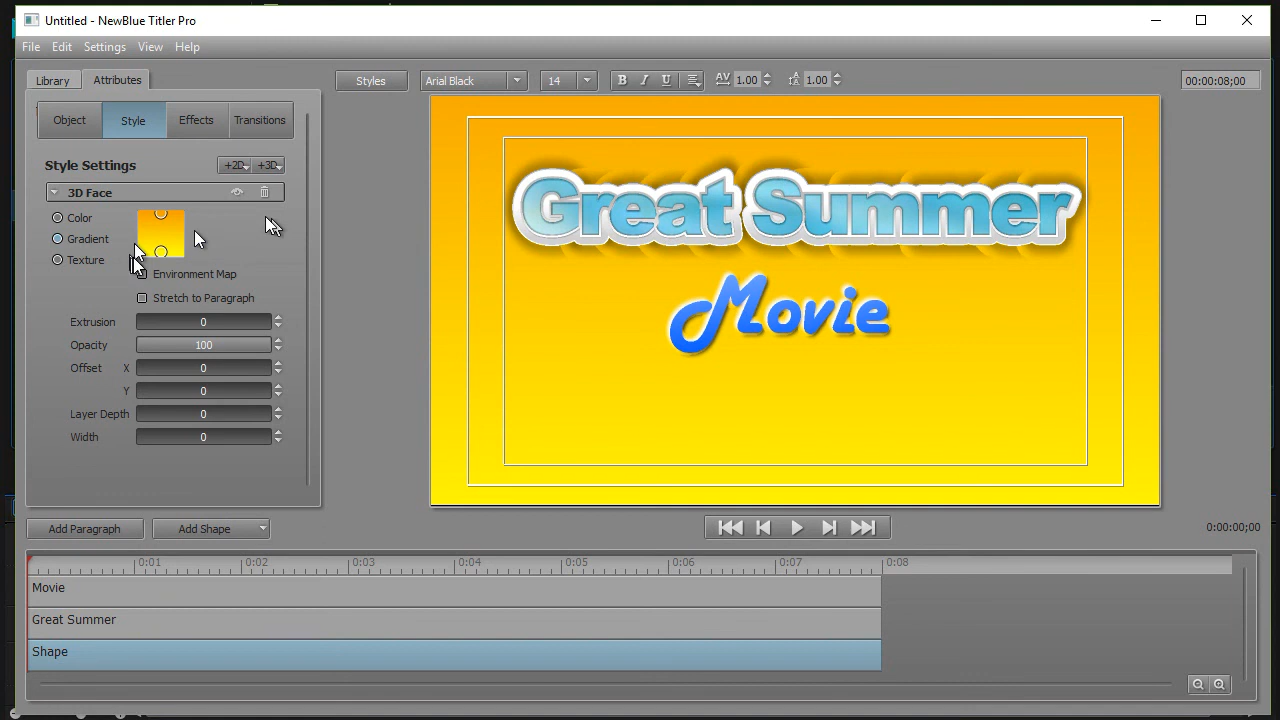 Untitled - NewBlue Titler Pro
File Edit Settings View Help
Library Attributes
Styles Arial Black 14 B I U AV 1.00 A 1.00 00:00:08;00
Object Style Effects Transitions
Style Settings +2D +3D
3D Face
Color
Gradient
Texture
Environment Map
Stretch to Paragraph
Extrusion 0
Opacity 100
Offset X 0
Y 0
Layer Depth 0
Width 0
Great Summer
Movie
Add Paragraph Add Shape 0:00:00;00
0:01 0:02 0:03 0:04 0:05 0:06 0:07 0:08
Movie
Great Summer
Shape